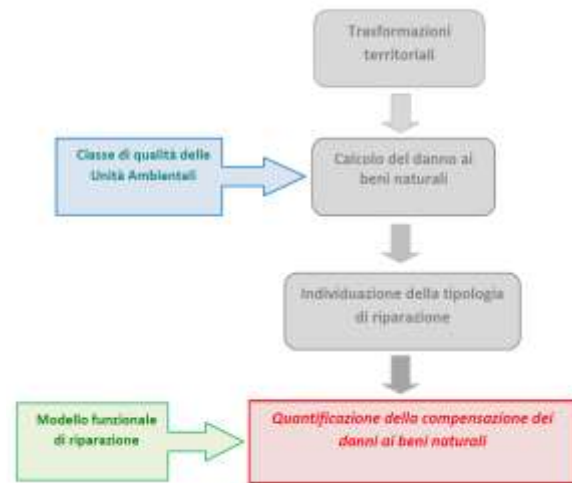 Trasformazioni
territoriali
Classe di qualità delle
Unità Ambientali
Calcolo del danno ai
beni naturali
Individuazione della tipologia
di riparazione
Modello funzionale
di riparazione
Quantificazione della compensazione dei
danni ai beni naturali